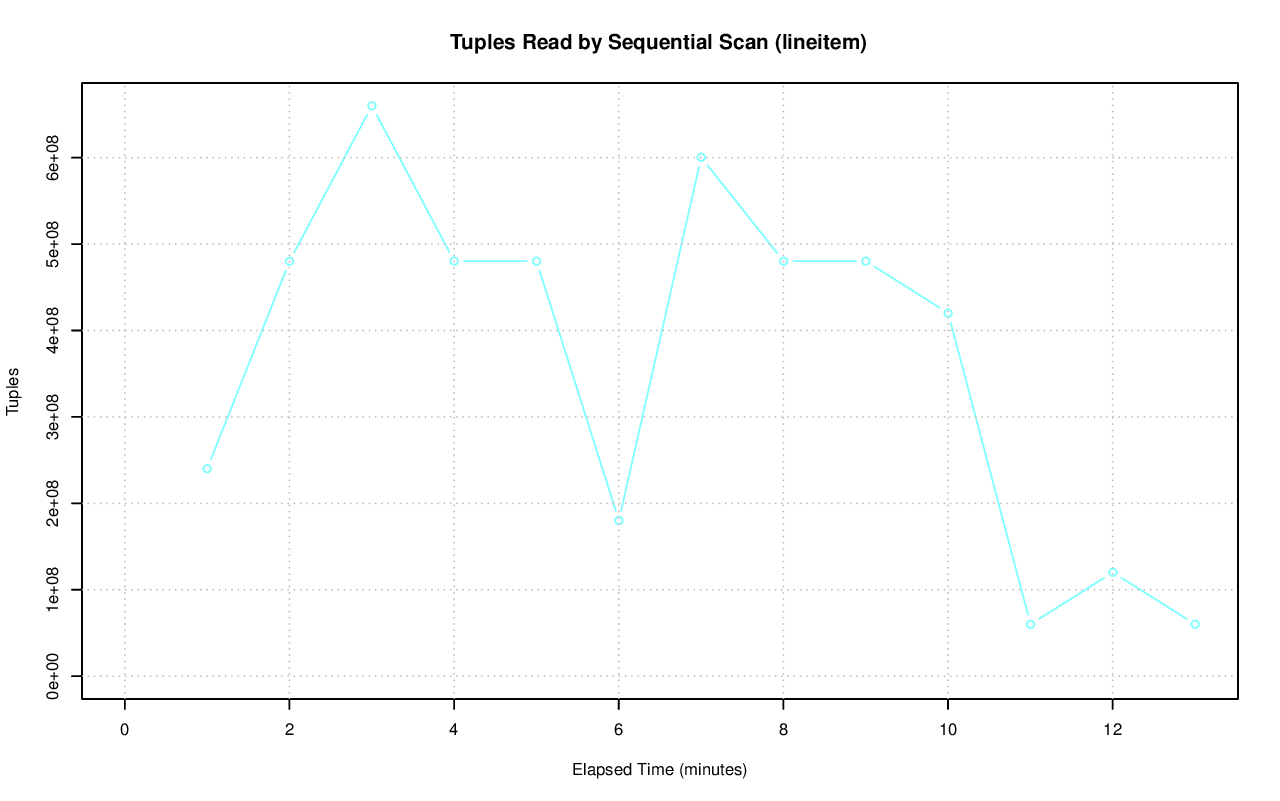 Tuples Read by Sequential Scan (lineitem)
Tuples
6e+08
5e+08
4e+08
3e+08
2e+08
1e+08
0e+00
0 2 4 6 8 10 12
Elapsed Time (minutes)